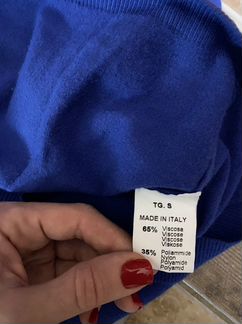 TG. S
MADE IN ITALY
65% Viscosa
Viscose
Viscose
Viskose
35% Poliammide
Nylon
Polyamide
Polyamid